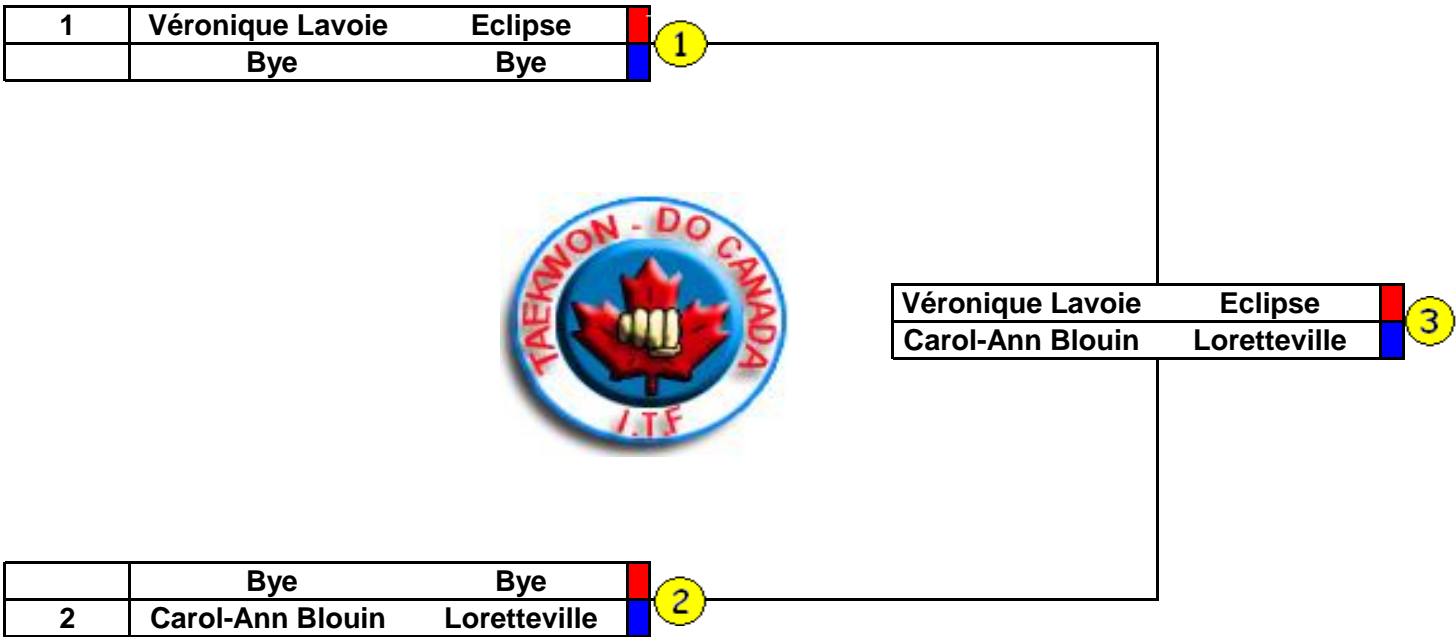 1 Véronique Lavoie Eclipse
Bye Bye
1
TAEKWON - DO CANADA
I.T.F
Véronique Lavoie Eclipse
Carol-Ann Blouin Loretteville
3
Bye Bye
2 Carol-Ann Blouin Loretteville
2